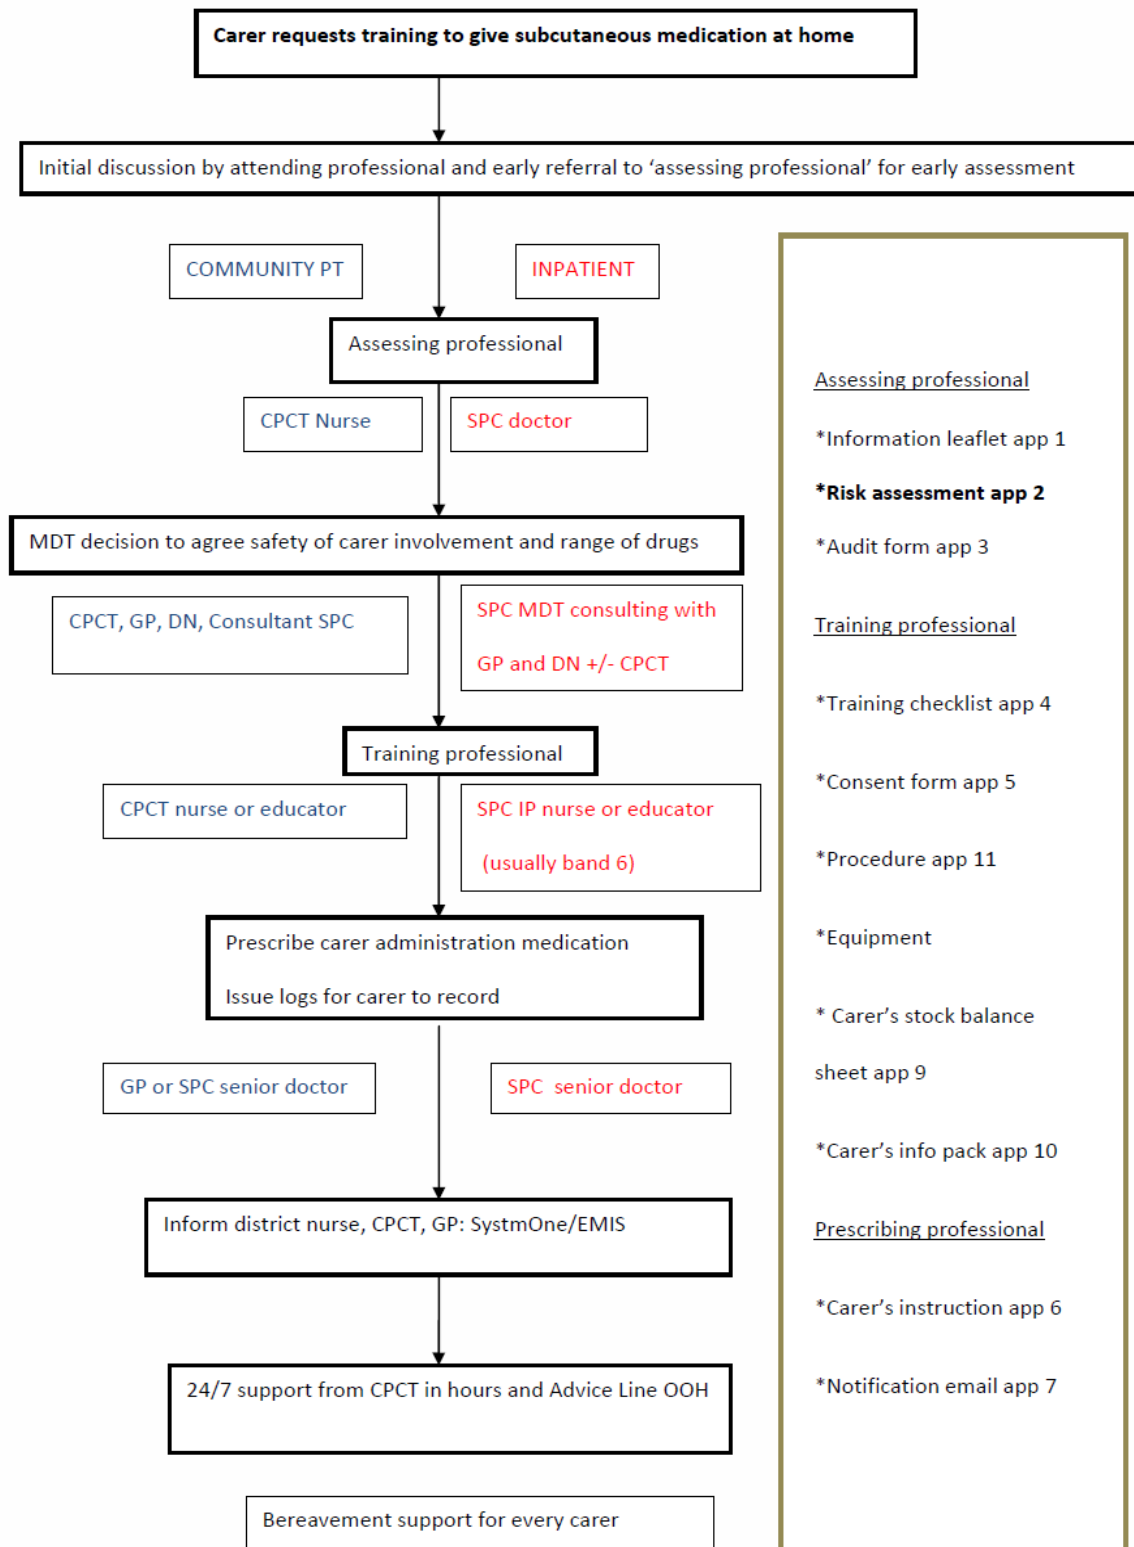 Carer requests training to give subcutaneous medication at home
Initial discussion by attending professional and early referral to ‘assessing professional’ for early assessment
COMMUNITY PT
INPATIENT
Assessing professional
CPCT Nurse
SPC doctor
MDT decision to agree safety of carer involvement and range of drugs
CPCT, GP, DN, Consultant SPC
SPC MDT consulting with
GP and DN +/- CPCT
Training professional
CPCT nurse or educator
SPC IP nurse or educator
(usually band 6)
Prescribe carer administration medication
Issue logs for carer to record
GP or SPC senior doctor
SPC senior doctor
Inform district nurse, CPCT, GP: SystmOne/EMIS
24/7 support from CPCT in hours and Advice Line OOH
Bereavement support for every carer
Assessing professional
*Information leaflet app 1
*Risk assessment app 2
*Audit form app 3
Training professional
*Training checklist app 4
*Consent form app 5
*Procedure app 11
*Equipment
* Carer’s stock balance
sheet app 9
*Carer’s info pack app 10
Prescribing professional
*Carer’s instruction app 6
*Notification email app 7